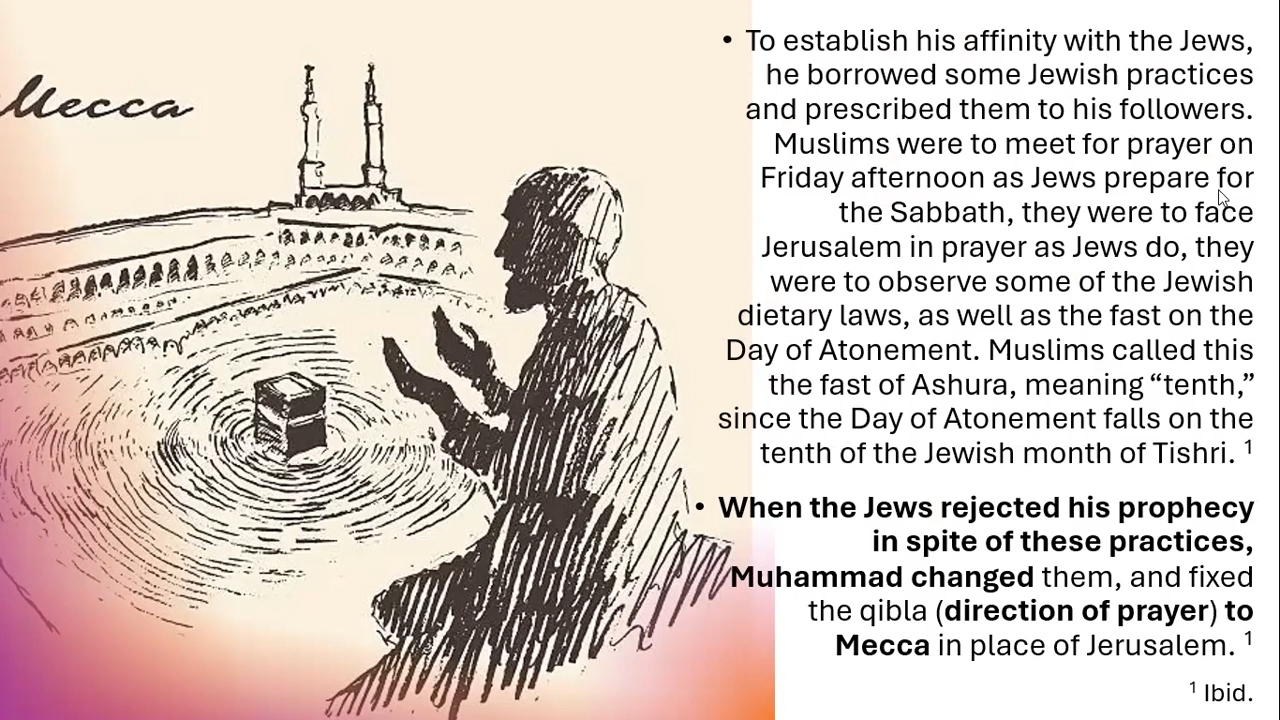 Mecca
• To establish his affinity with the Jews,
he borrowed some Jewish practices
and prescribed them to his followers.
Muslims were to meet for prayer on
Friday afternoon as Jews prepare for
the Sabbath, they were to face
Jerusalem in prayer as Jews do, they
were to observe some of the Jewish
dietary laws, as well as the fast on the
Day of Atonement. Muslims called this
the fast of Ashura, meaning “tenth,”
since the Day of Atonement falls on the
tenth of the Jewish month of Tishri. ¹
• When the Jews rejected his prophecy
in spite of these practices,
Muhammad changed them, and fixed
the qibla (direction of prayer) to
Mecca in place of Jerusalem. ¹
¹ Ibid.